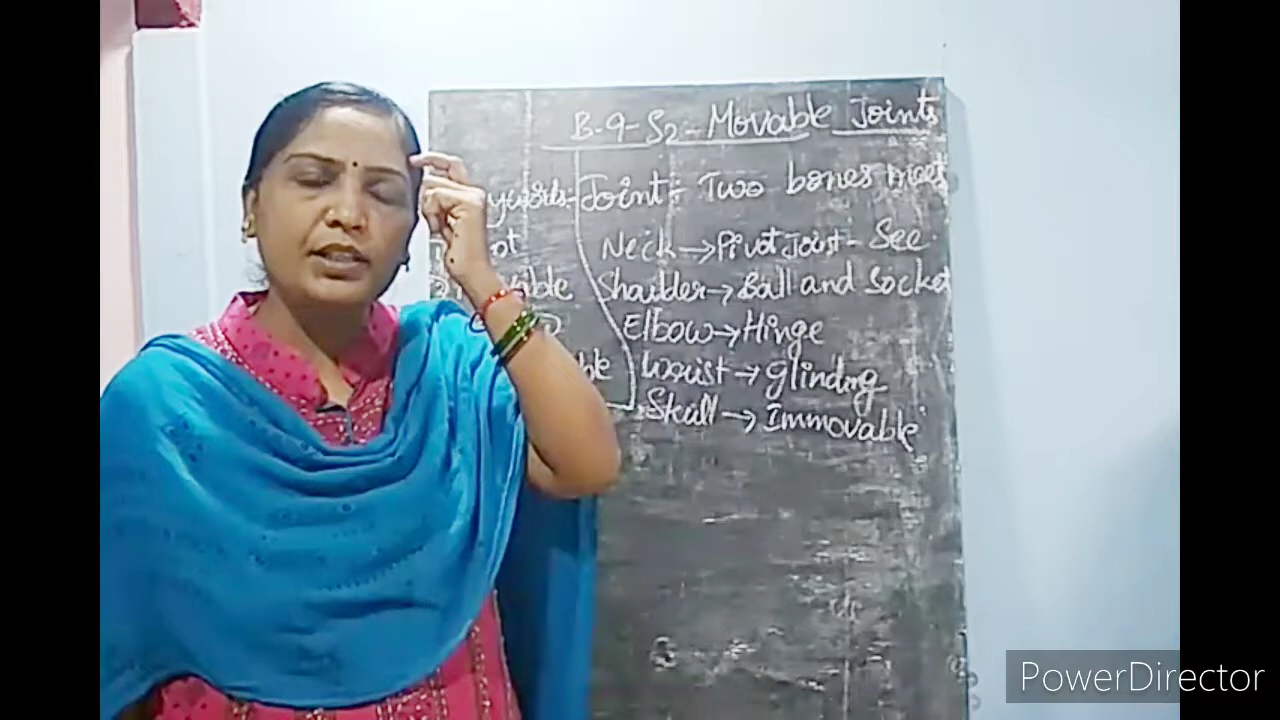 B-9-S2-Movable Joints
Joint:- Two bones meet
Neck → Pivot Joint - See
Shoulder → Ball and Socket
Elbow → Hinge
Wrist → glinding
Skull → Immovable
PowerDirector